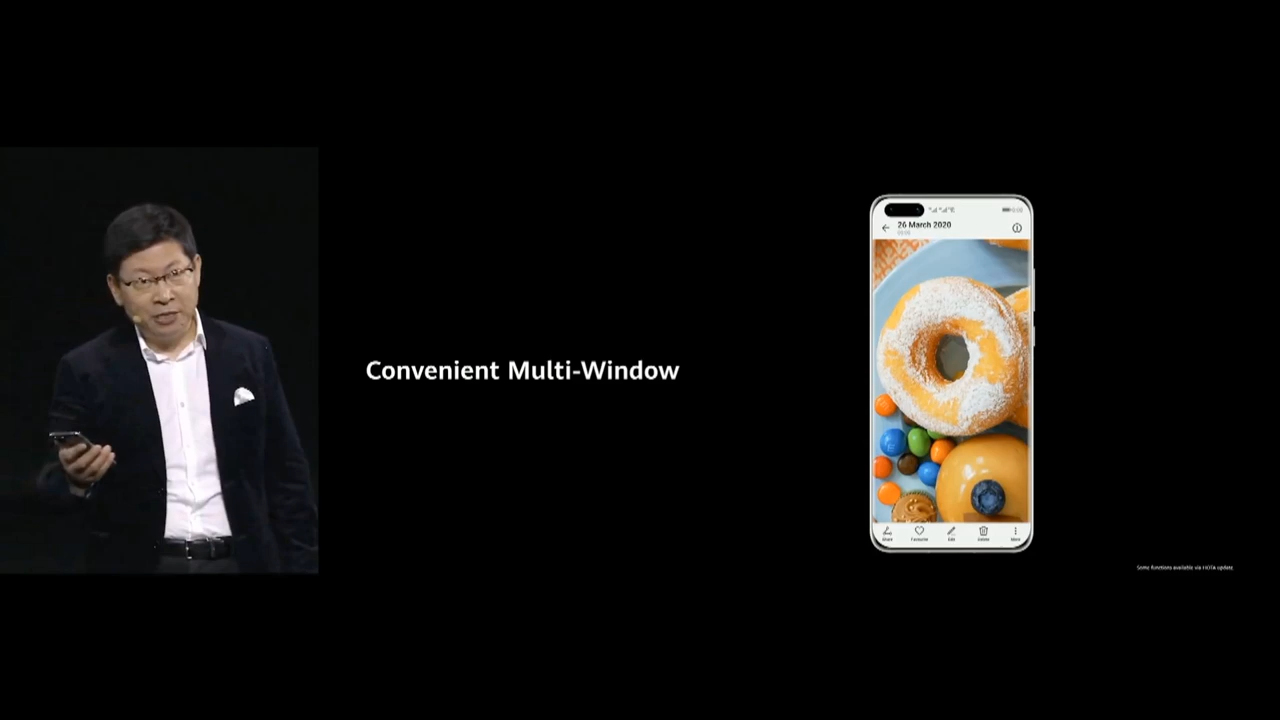 Convenient Multi-Window
26 March 2020
Share
Favourite
Edit
Delete
More
Some functions available via HOTA update.